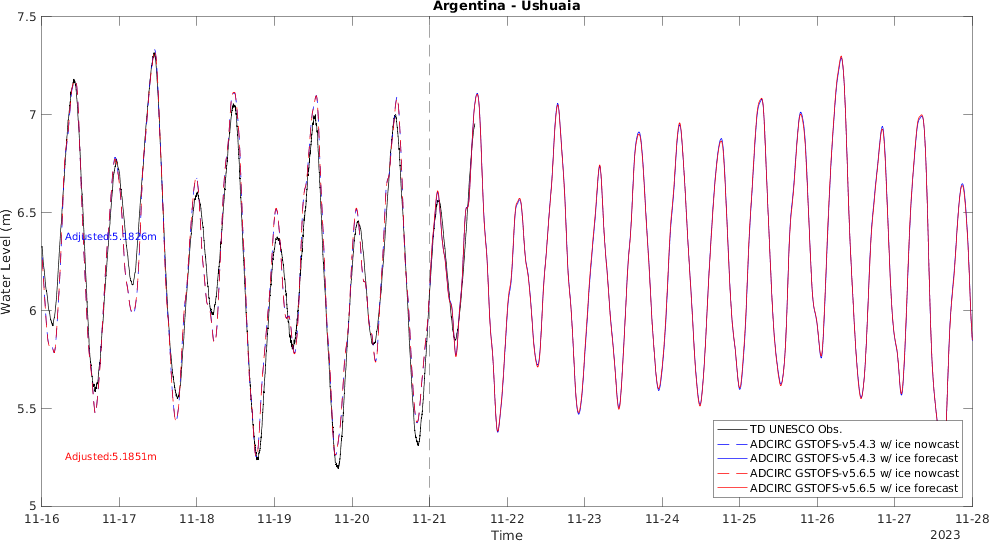 Argentina - Ushuaia
7.5
7
6.5
6
5.5
5
Water Level (m)
Adjusted:5.1826m
Adjusted:5.1851m
TD UNESCO Obs.
ADCIRC GSTOFS-v5.4.3 w/ ice nowcast
ADCIRC GSTOFS-v5.4.3 w/ ice forecast
ADCIRC GSTOFS-v5.6.5 w/ ice nowcast
ADCIRC GSTOFS-v5.6.5 w/ ice forecast
11-16 11-17 11-18 11-19 11-20 11-21 11-22 11-23 11-24 11-25 11-26 11-27 11-28
Time
2023